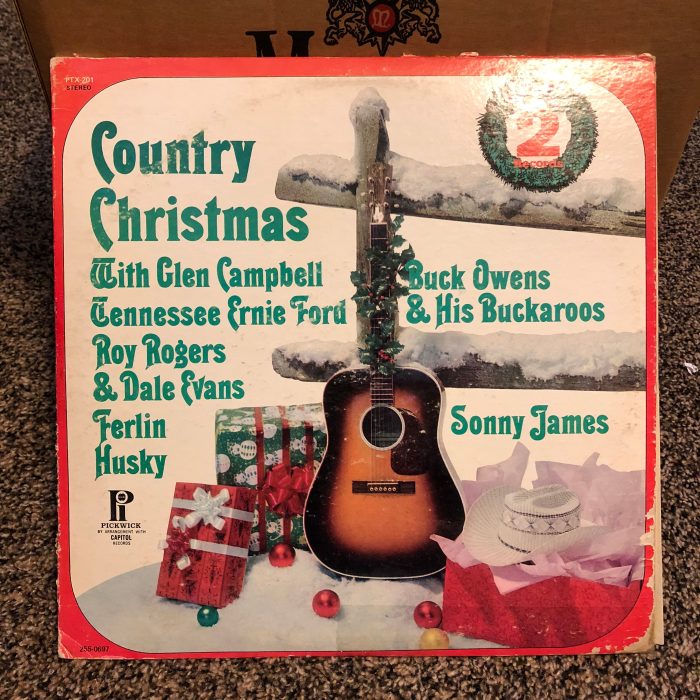 PTX-201
STEREO
2
Records
Country
Christmas
With Glen Campbell
Tennessee Ernie Ford
Roy Rogers
& Dale Evans
Ferlin
Husky
Buck Owens
& His Buckaroos
Sonny James
PICKWICK
BY ARRANGEMENT WITH
CAPITOL
RECORDS
256-0697